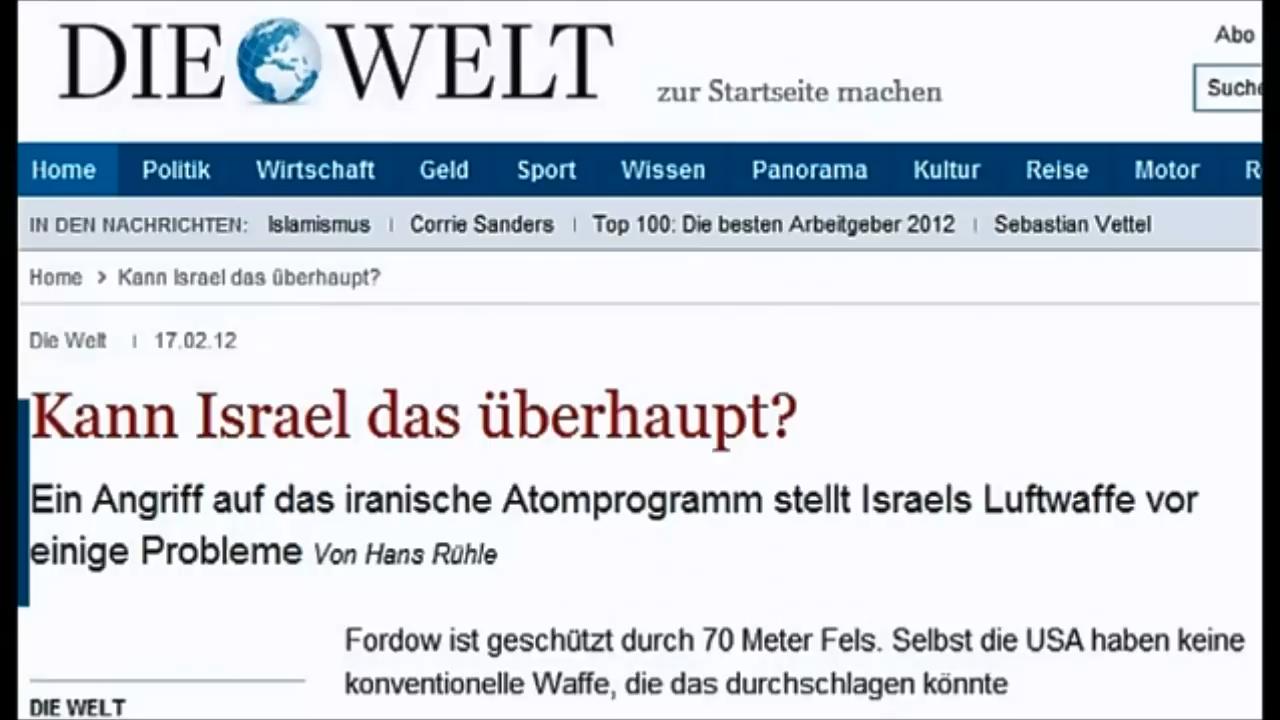 DIE WELT
zur Startseite machen
Abo
Suche
Home Politik Wirtschaft Geld Sport Wissen Panorama Kultur Reise Motor
IN DEN NACHRICHTEN: Islamismus | Corrie Sanders | Top 100: Die besten Arbeitgeber 2012 | Sebastian Vettel
Home > Kann Israel das überhaupt?
Die Welt | 17.02.12
Kann Israel das überhaupt?
Ein Angriff auf das iranische Atomprogramm stellt Israels Luftwaffe vor
einige Probleme Von Hans Rühle
Fordow ist geschützt durch 70 Meter Fels. Selbst die USA haben keine
konventionelle Waffe, die das durchschlagen könnte
DIE WELT